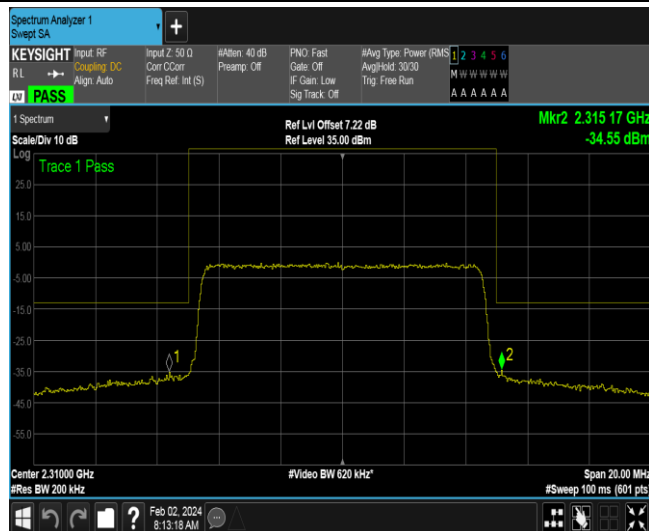 Spectrum Analyzer 1
Swept SA
+
KEYSIGHT
RL
LXI
PASS
Input: RF
Coupling: DC
Align: Auto
Input Z: 50 Ω
Corr CCorr
Freq Ref: Int (S)
#Atten: 40 dB
Preamp: Off
PNO: Fast
Gate: Off
IF Gain: Low
Sig Track: Off
#Avg Type: Power (RMS
Avg|Hold: 30/30
Trig: Free Run
1 2 3 4 5 6
M W W W W W
A A A A A A
1 Spectrum
Scale/Div 10 dB
Log
Ref Lvl Offset 7.22 dB
Ref Level 35.00 dBm
Mkr2 2.315 17 GHz
-34.55 dBm
Trace 1 Pass
25.0
15.0
5.00
-5.00
-15.0
-25.0
-35.0
-45.0
-55.0
1
2
Center 2.31000 GHz
#Res BW 200 kHz
#Video BW 620 kHz*
Span 20.00 MHz
#Sweep 100 ms (601 pts)
?
Feb 02, 2024
8:13:18 AM